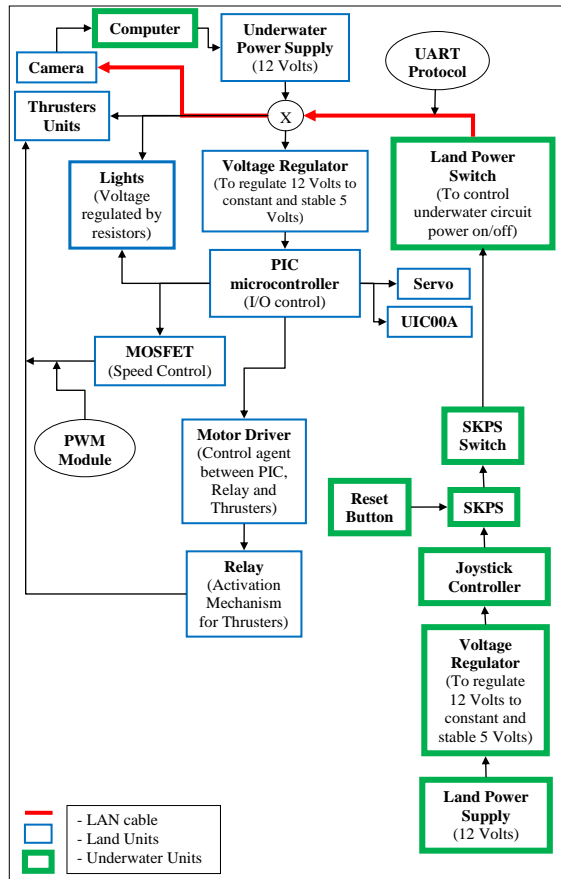 Computer
Camera
Underwater
Power Supply
(12 Volts)
UART
Protocol
Thrusters
Units
X
Lights
(Voltage
regulated by
resistors)
Voltage Regulator
(To regulate 12 Volts to
constant and stable 5
Volts)
Land Power
Switch
(To control
underwater circuit
power on/off)
PIC
microcontroller
(I/O control)
Servo
UIC00A
MOSFET
(Speed Control)
PWM
Module
Motor Driver
(Control agent
between PIC,
Relay and
Thrusters)
SKPS
Switch
Reset
Button
SKPS
Relay
(Activation
Mechanism
for Thrusters)
Joystick
Controller
Voltage
Regulator
(To regulate
12 Volts to
constant and
stable 5 Volts)
Land Power
Supply
(12 Volts)
- LAN cable
- Land Units
- Underwater Units